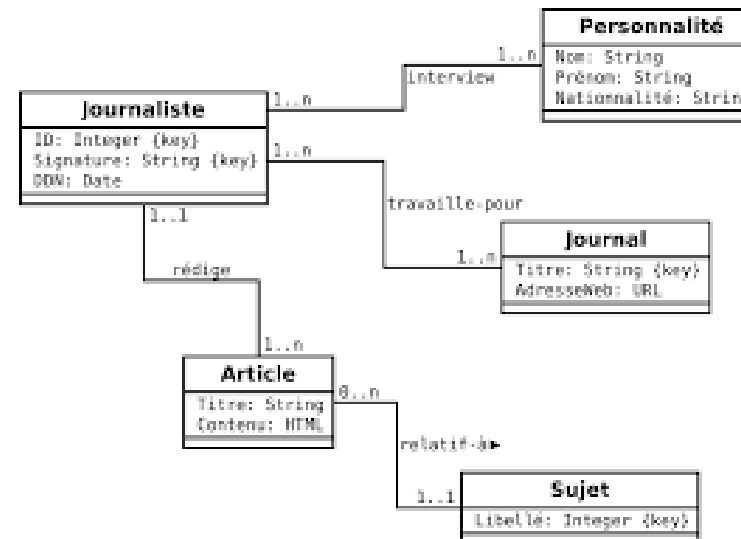 Personnalité
Nom: String
Prénom: String
Nationnalité: Strin
1..n
interview
1..n
Journaliste
ID: Integer {key}
Signature: String {key}
DDN: Date
1..n
travaille-pour
1..n
Journal
Titre: String {key}
AdresseWeb: URL
1..1
rédige
1..n
Article
Titre: String
Contenu: HTML
0..n
relatif-à►
1..1
Sujet
Libellé: Integer {key}